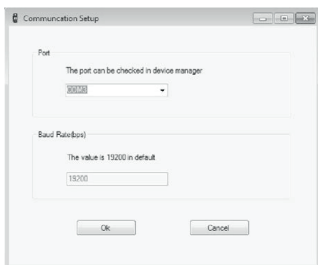 Communcation Setup
Port
The port can be checked in device manager
COM3
Baud Rate(bps)
The value is 19200 in default
19200
Ok
Cancel